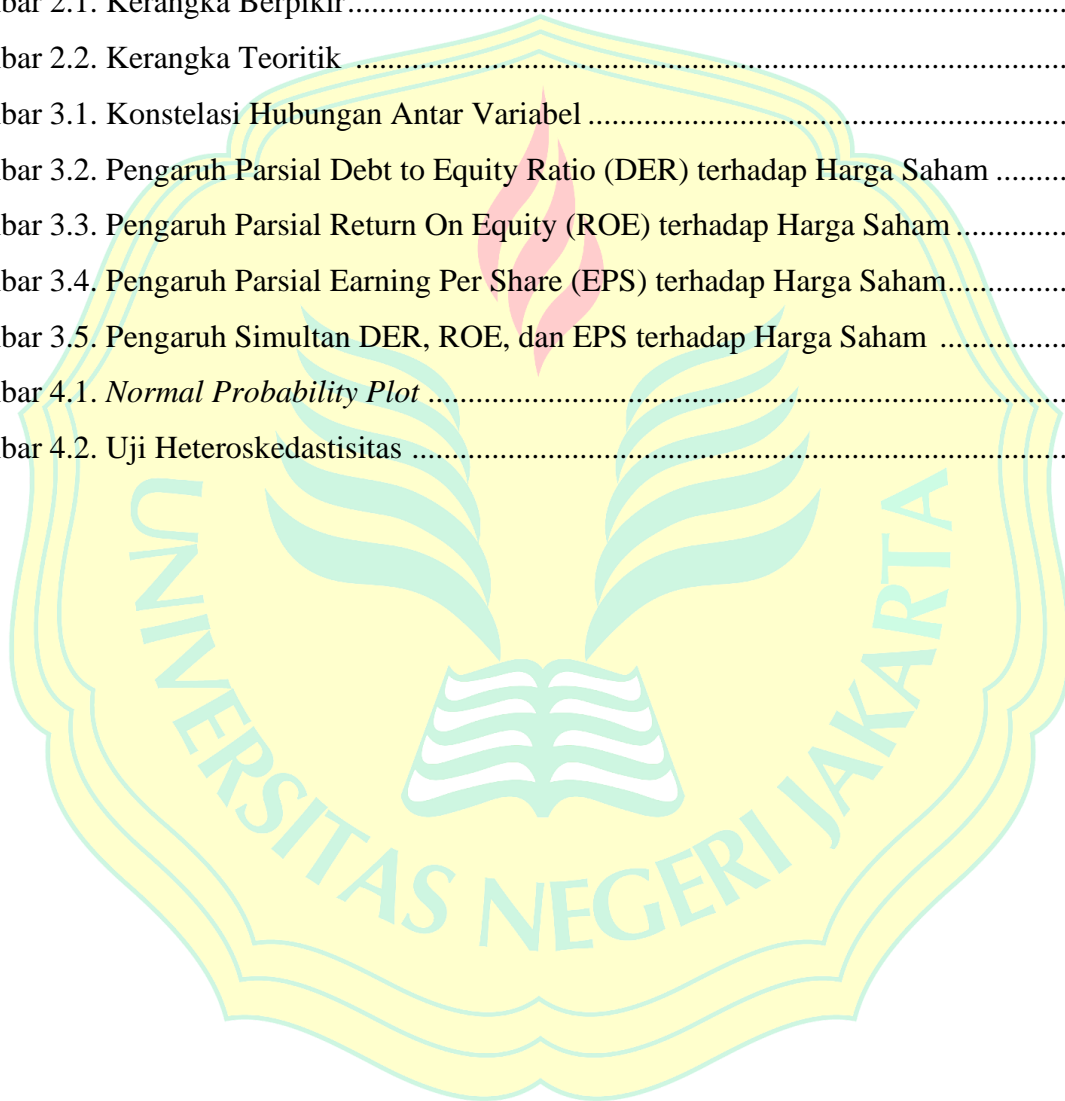 bar 2.1. Kerangka Berpikir....................................................................................................
bar 2.2. Kerangka Teoritik ....................................................................................................
bar 3.1. Konstelasi Hubungan Antar Variabel ...................................................................
bar 3.2. Pengaruh Parsial Debt to Equity Ratio (DER) terhadap Harga Saham .........
bar 3.3. Pengaruh Parsial Return On Equity (ROE) terhadap Harga Saham ..............
bar 3.4. Pengaruh Parsial Earning Per Share (EPS) terhadap Harga Saham...............
bar 3.5. Pengaruh Simultan DER, ROE, dan EPS terhadap Harga Saham .................
bar 4.1. Normal Probability Plot .........................................................................................
bar 4.2. Uji Heteroskedastisitas ...........................................................................................
UNIVERSITAS NEGERI JAKARTA